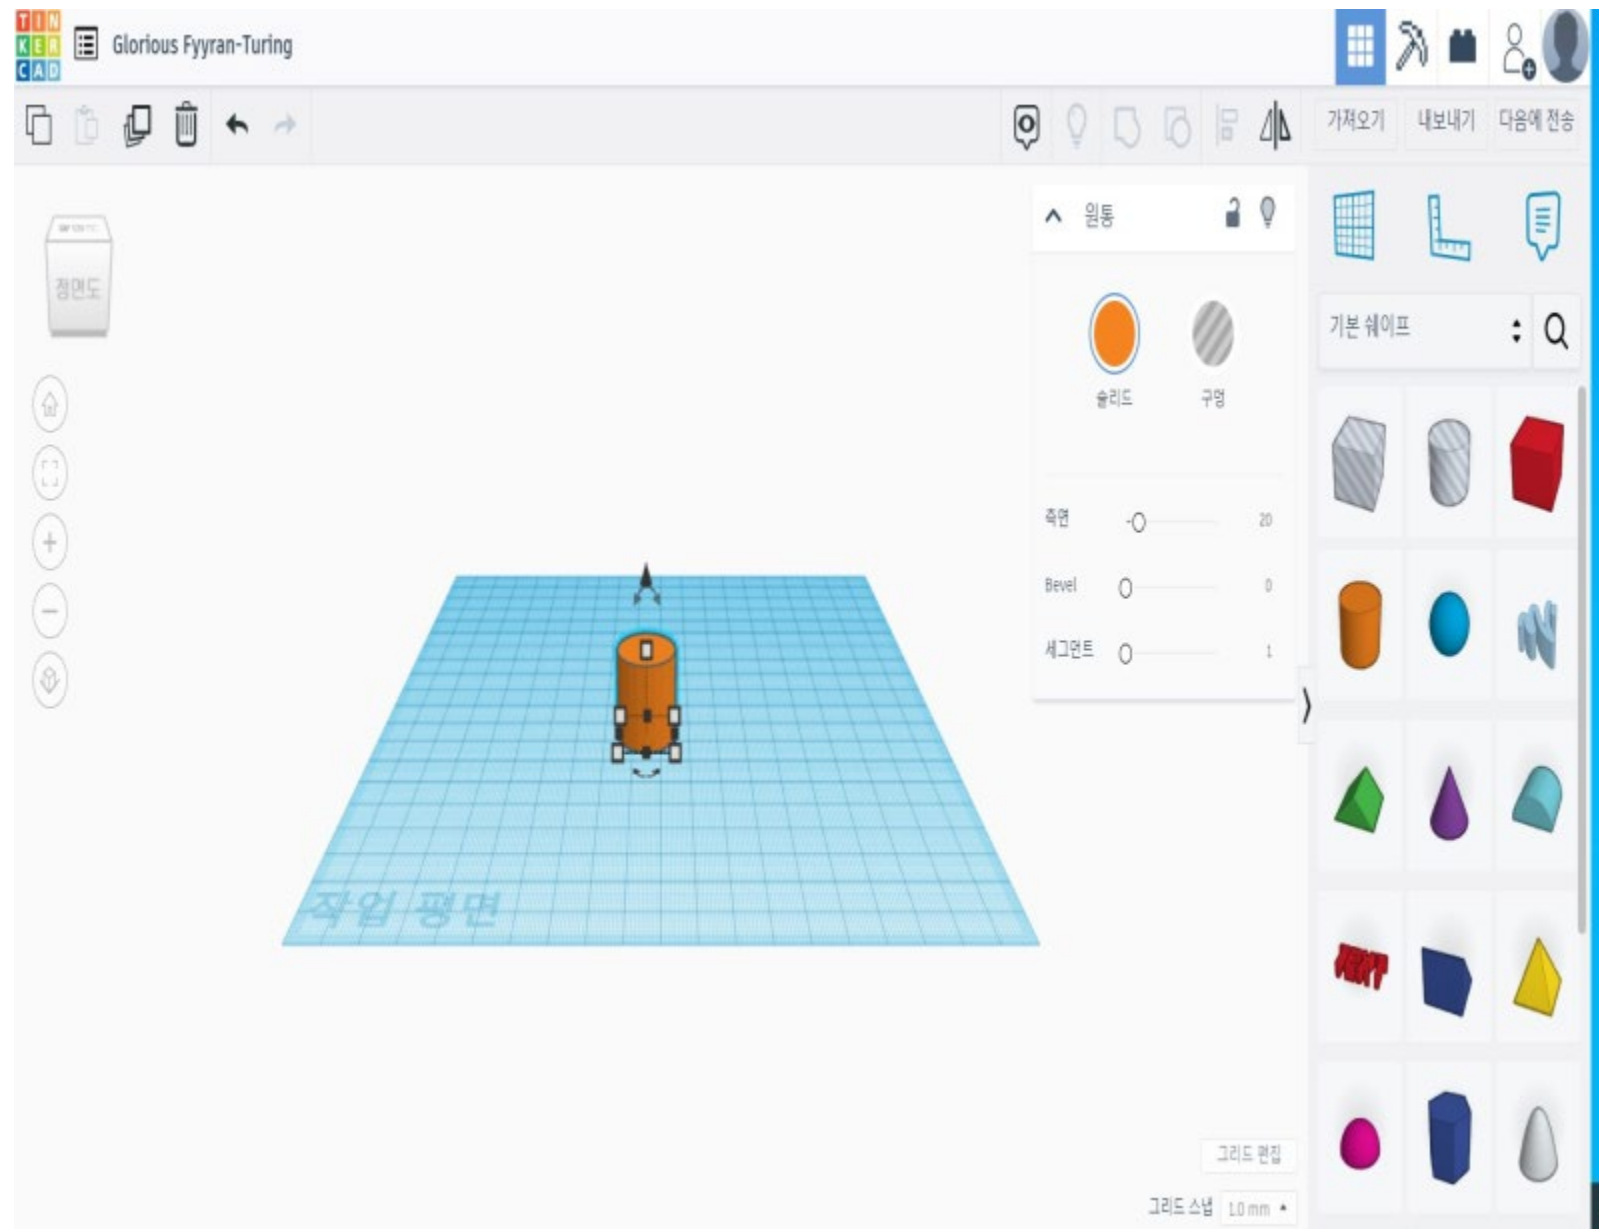 TIN
KER
CAD
Glorious Fyyran-Turing
가져오기
내보내기
다음에 전송
정면도
원통
솔리드
구멍
측면 20
Bevel 0
세그먼트 1
기본 쉐이프
TEXT
작업 평면
그리드 편집
그리드 스냅 1.0 mm